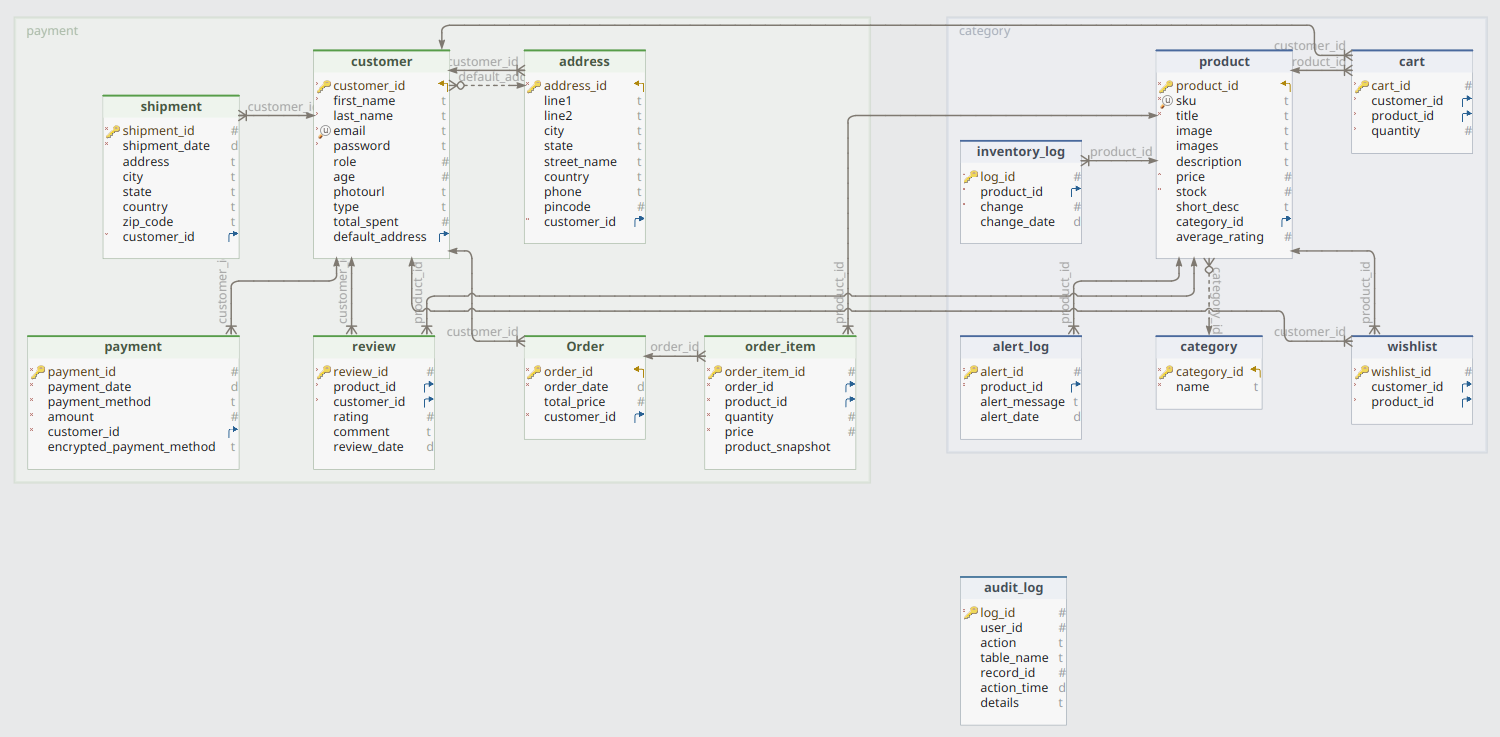 payment
category
customer
customer_id #
first_name t
last_name t
email t
password t
role #
age #
photourl t
type t
total_spent #
default_address
address
address_id
line1 t
line2 t
city t
state t
street_name t
country t
phone t
pincode #
customer_id
shipment
shipment_id #
shipment_date d
address t
city t
state t
country t
zip_code t
customer_id
product
product_id
sku t
title t
image t
images t
description t
price #
stock #
short_desc t
category_id
average_rating #
cart
cart_id #
customer_id
product_id
quantity #
inventory_log
log_id #
product_id
change #
change_date d
customer_id
default_add
customer_i
customer_id
product_id
product_id
customer_i
customer_
product_id
customer_id
order_id
product_id
product_id
category_id
customer_id
product_id
payment
payment_id #
payment_date d
payment_method t
amount #
customer_id
encrypted_payment_method t
review
review_id #
product_id
customer_id
rating #
comment t
review_date d
Order
order_id
order_date d
total_price #
customer_id
order_item
order_item_id #
order_id
product_id
quantity #
price #
product_snapshot
alert_log
alert_id #
product_id
alert_message t
alert_date d
category
category_id
name t
wishlist
wishlist_id #
customer_id
product_id
audit_log
log_id #
user_id #
action t
table_name t
record_id #
action_time d
details t